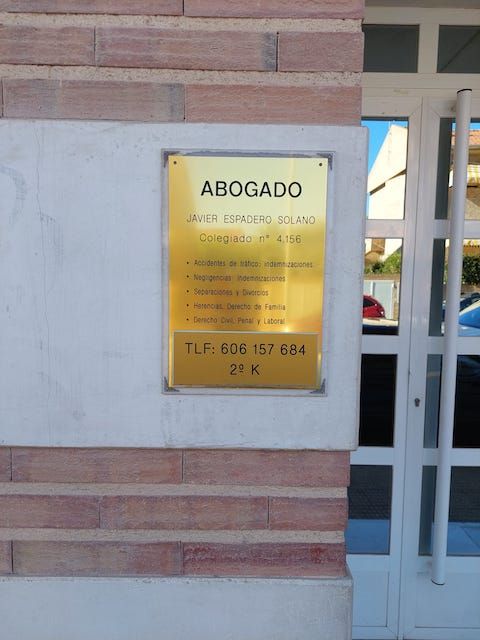 ABOGADO
JAVIER ESPADERO SOLANO
Colegiado n° 4.156
• Accidentes de tráfico: indemnizaciones.
• Negligencias: Indemnizaciones
• Separaciones y Divorcios
• Herencias, Derecho de Familia
• Derecho Civil, Penal y Laboral
TLF: 606 157 684
2º K